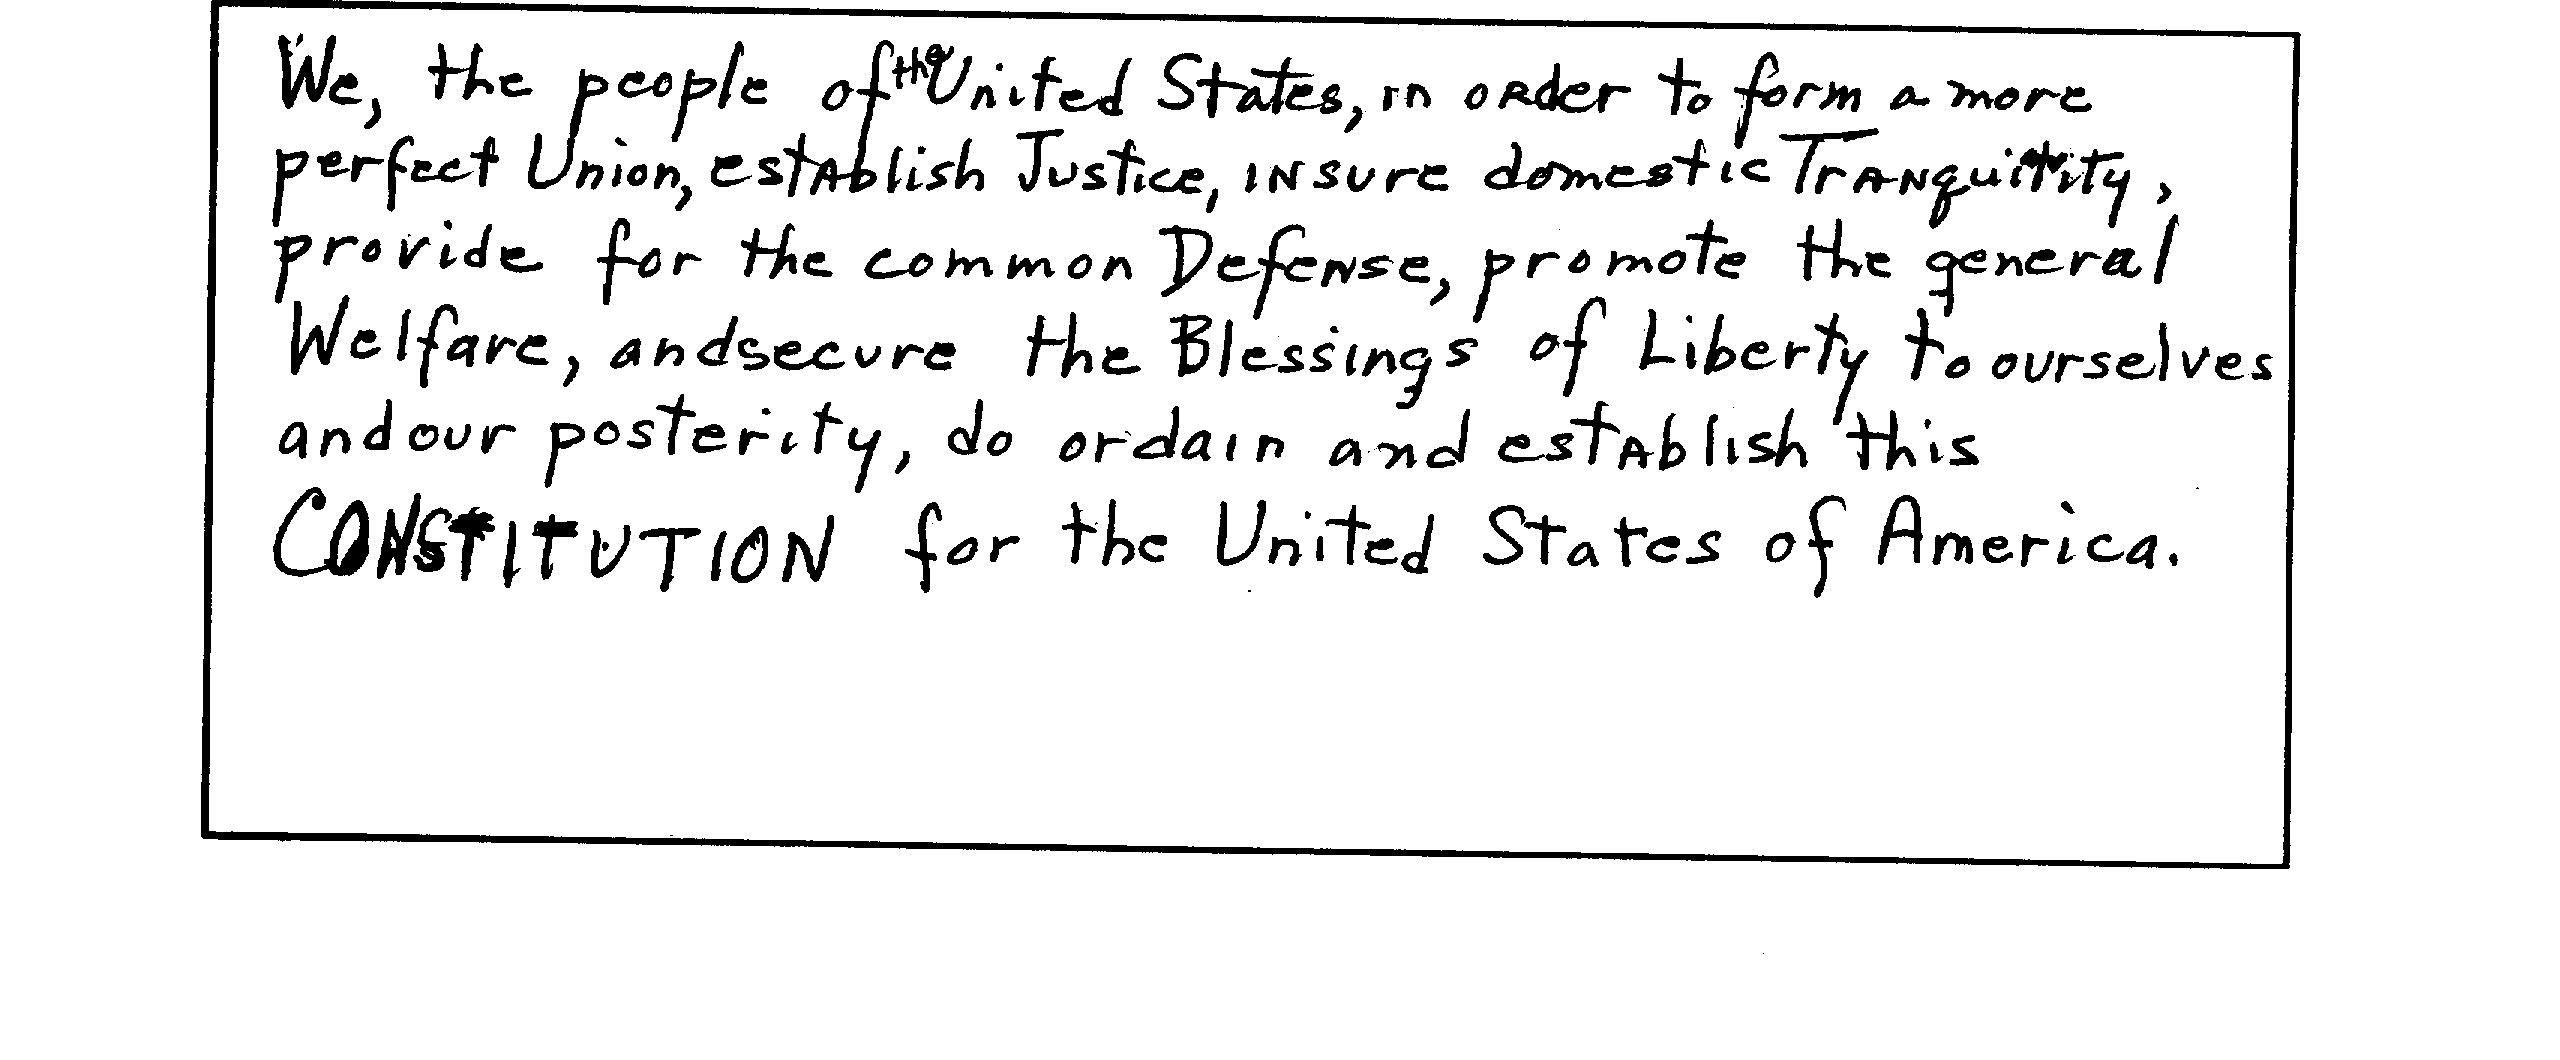 We, the people of the United States, in order to form a more
perfect Union, establish Justice, insure domestic Tranquitity,
provide for the common Defense, promote the general
Welfare, andsecure the Blessings of Liberty to ourselves
andour posterity, do ordain and establish this
CONSTITUTION for the United States of America.